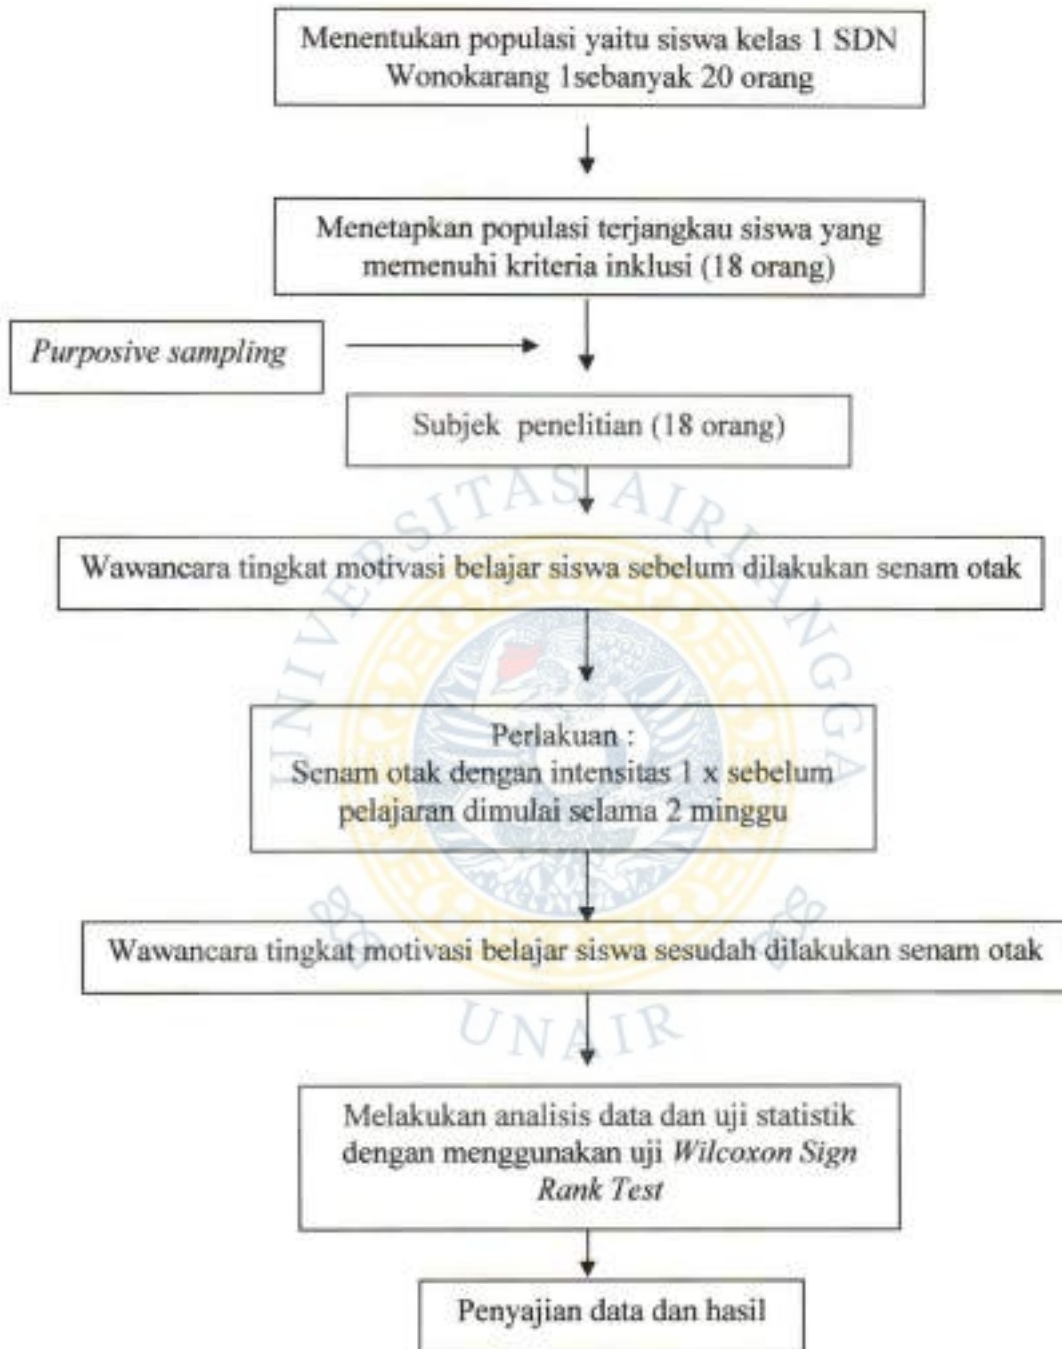 Menentukan populasi yaitu siswa kelas 1 SDN
Wonokarang 1sebanyak 20 orang
Menetapkan populasi terjangkau siswa yang
memenuhi kriteria inklusi (18 orang)
Purposive sampling
Subjek penelitian (18 orang)
Wawancara tingkat motivasi belajar siswa sebelum dilakukan senam otak
Perlakuan :
Senam otak dengan intensitas 1 x sebelum
pelajaran dimulai selama 2 minggu
Wawancara tingkat motivasi belajar siswa sesudah dilakukan senam otak
Melakukan analisis data dan uji statistik
dengan menggunakan uji Wilcoxon Sign
Rank Test
Penyajian data dan hasil
UNIVERSITAS AIRLANGGA
UNAIR